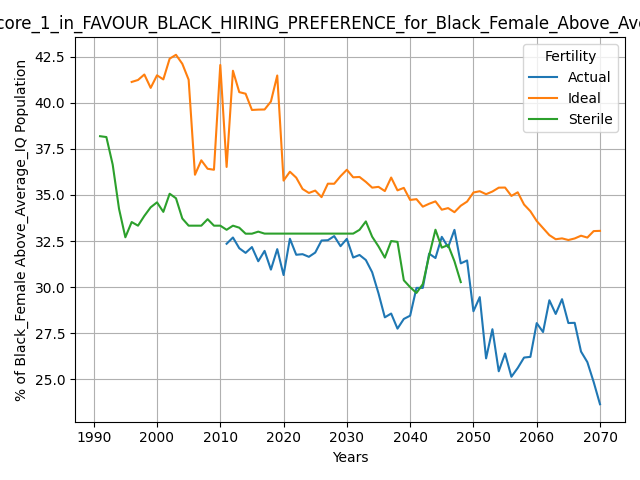 core_1_in_FAVOUR_BLACK_HIRING_PREFERENCE_for_Black_Female_Above_Ave
% of Black_Female Above_Average_IQ Population
42.5
40.0
37.5
35.0
32.5
30.0
27.5
25.0
Fertility
Actual
Ideal
Sterile
1990 2000 2010 2020 2030 2040 2050 2060 2070
Years